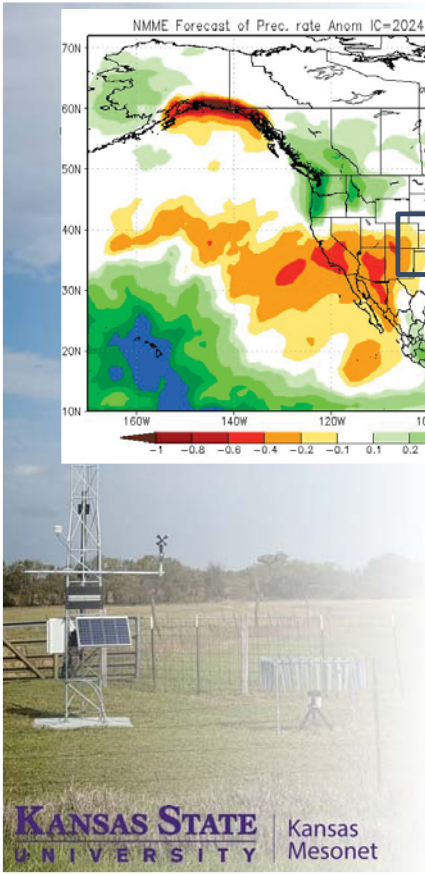 NMME Forecast of Prec. rate Anom IC=2024
70N
60N
50N
40N
30N
20N
10N
160W
140W
120W
-1 -0.8 -0.6 -0.4 -0.2 -0.1 0.1 0.2
KANSAS STATE
UNIVERSITY
Kansas
Mesonet